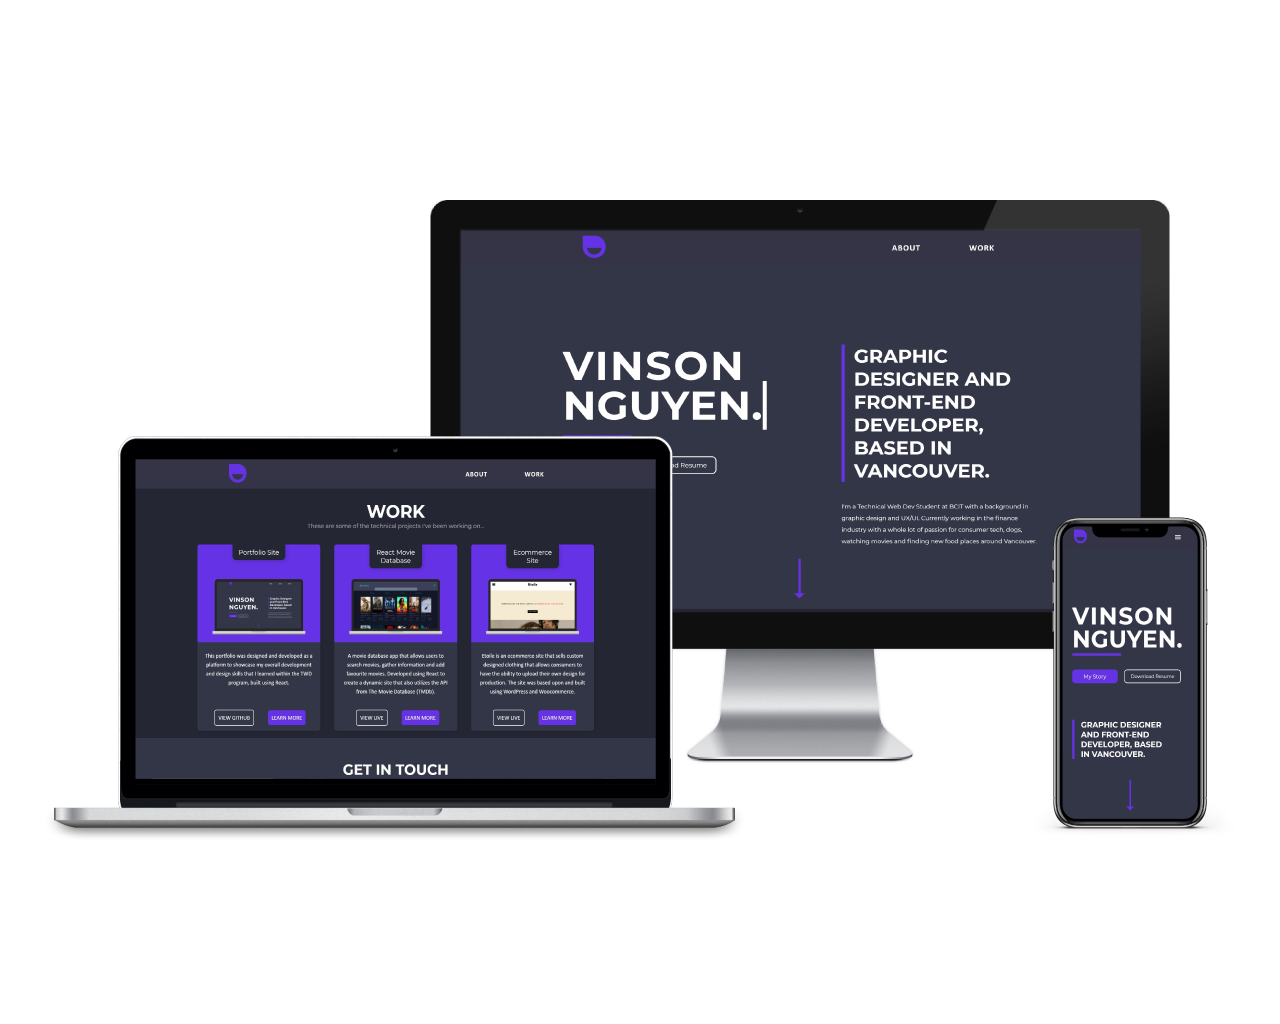 ABOUT WORK
VINSON
NGUYEN.
GRAPHIC
DESIGNER AND
FRONT-END
DEVELOPER,
BASED IN
VANCOUVER.
Resume
I'm a Technical Web Dev Student at BCIT with a background in
graphic design and UX/UI. Currently working in the finance
industry with a whole lot of passion for consumer tech, dogs,
watching movies and finding new food places around Vancouver.
ABOUT WORK
WORK
These are some of the technical projects I've been working on...
Portfolio Site
VINSON
NGUYEN.
This portfolio was designed and developed as a
platform to showcase my overall development
and design skills that I learned within the TWD
program, built using React.
VIEW GITHUB LEARN MORE
React Movie
Database
A movie database app that allows users to
search movies, gather information and add
favourite movies. Developed using React to
create a dynamic site that also utilizes the API
from The Movie Database (TMDb).
VIEW LIVE LEARN MORE
Ecommerce
Site
Etoile is an ecommerce site that sells custom
designed clothing that allows consumers to
have the ability to upload their own design for
production. The site was based upon and built
using WordPress and Woocommerce.
VIEW LIVE LEARN MORE
GET IN TOUCH
VINSON
NGUYEN.
My Story Download Resume
GRAPHIC DESIGNER
AND FRONT-END
DEVELOPER, BASED
IN VANCOUVER.